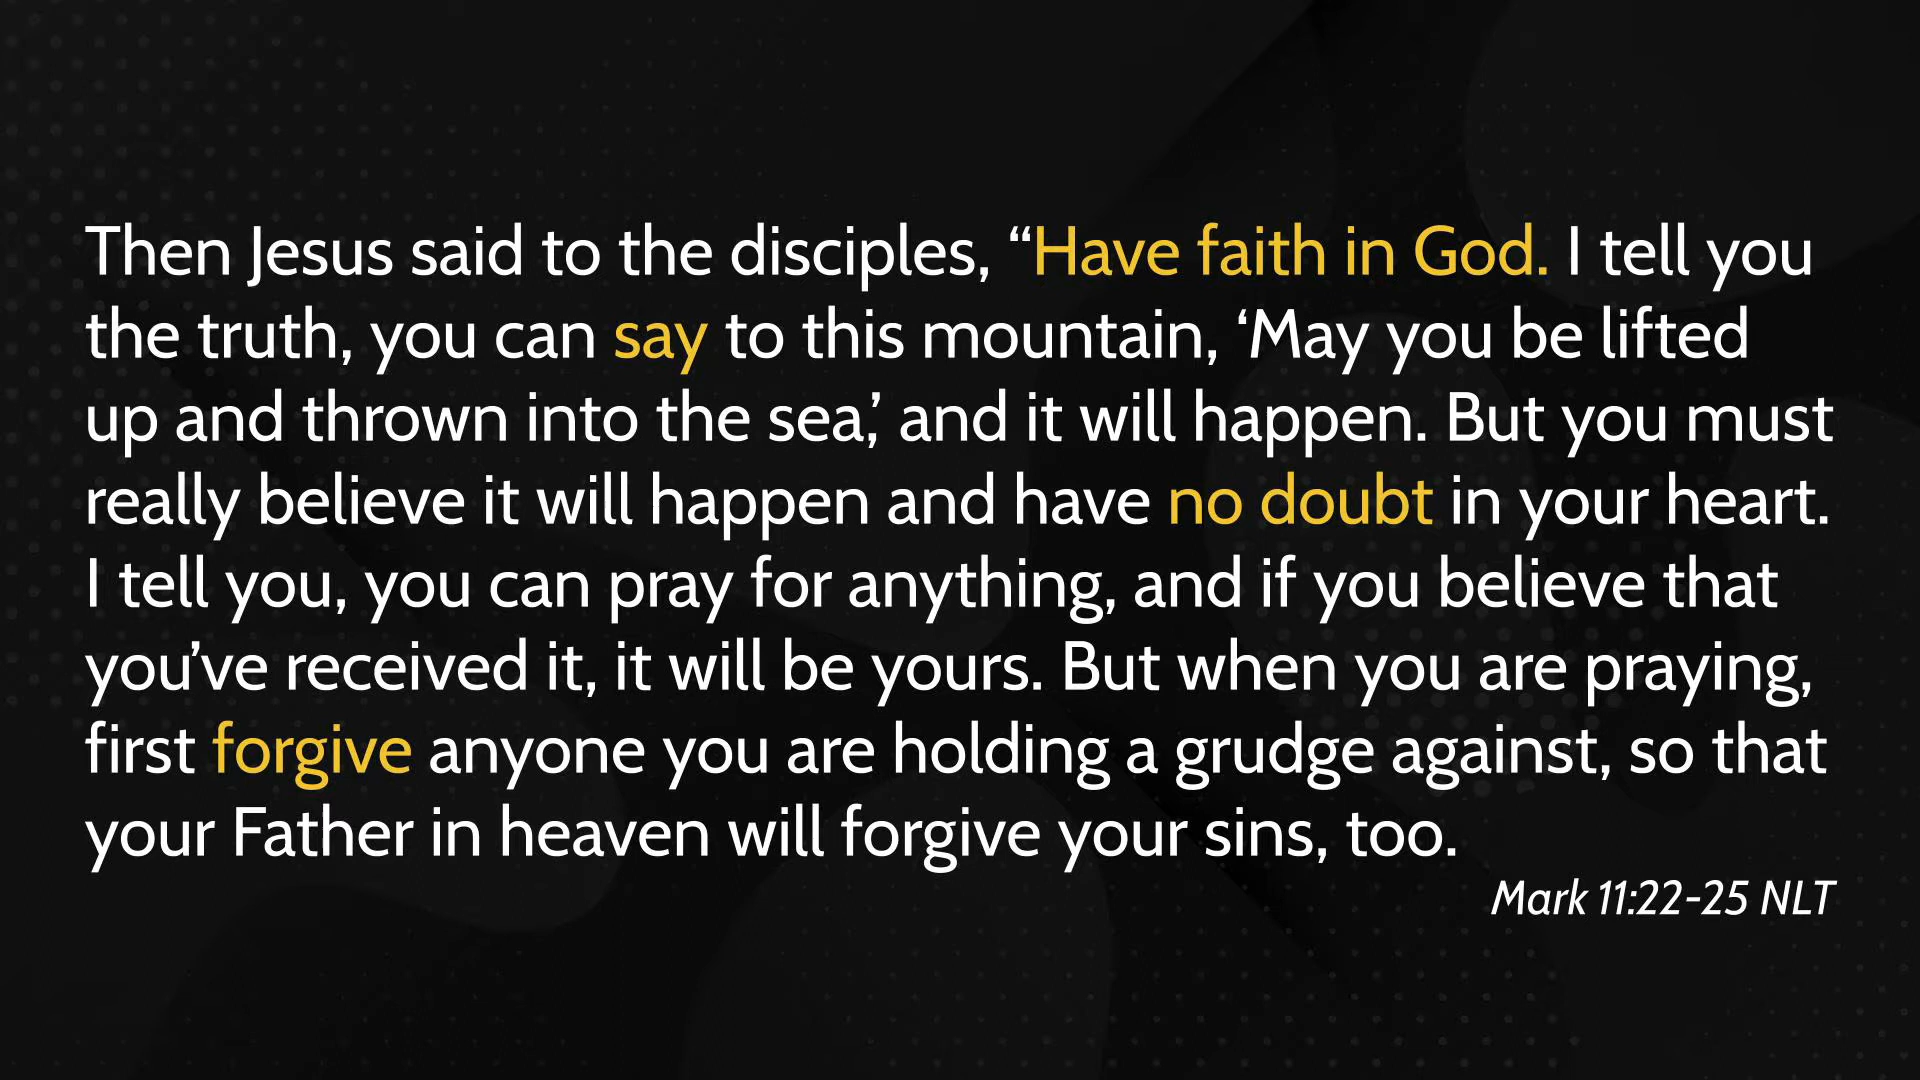 Then Jesus said to the disciples, “Have faith in God. I tell you
the truth, you can say to this mountain, ‘May you be lifted
up and thrown into the sea,’ and it will happen. But you must
really believe it will happen and have no doubt in your heart.
I tell you, you can pray for anything, and if you believe that
you’ve received it, it will be yours. But when you are praying,
first forgive anyone you are holding a grudge against, so that
your Father in heaven will forgive your sins, too.
Mark 11:22-25 NLT